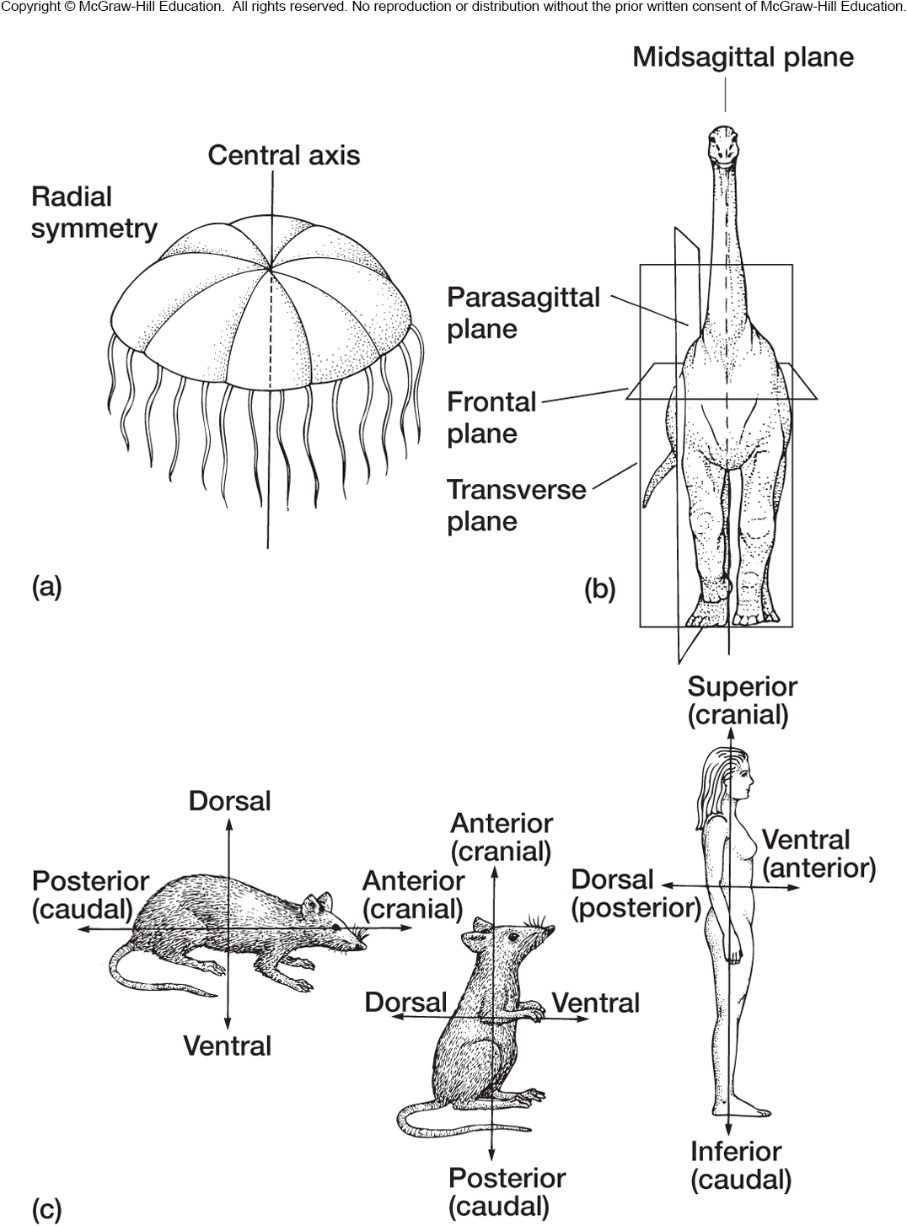 Copyright © McGraw-Hill Education.  All rights reserved. No reproduction or distribution without the prior written consent of McGraw-Hill Education.
Midsagittal plane
Central axis
Radial
symmetry
Parasagittal
plane
Frontal
plane
Transverse
plane
(a)
(b)
Superior
(cranial)
Dorsal
Anterior
(cranial)
Ventral
(anterior)
Posterior
(caudal)
Anterior
(cranial)
Dorsal
(posterior)
Dorsal
Ventral
Ventral
Inferior
(caudal)
Posterior
(caudal)
(c)